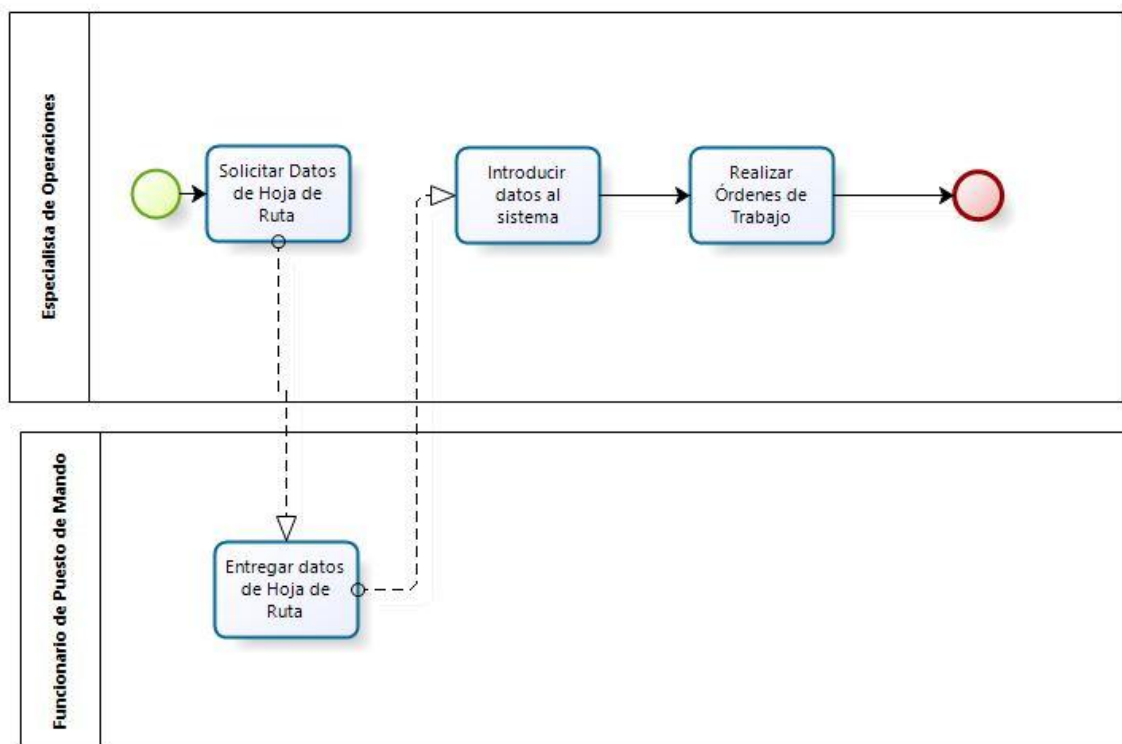 Especialista de Operaciones
Solicitar Datos
de Hoja de
Ruta
Introducir
datos al
sistema
Realizar
Órdenes de
Trabajo
Funcionario de Puesto de Mando
Entregar datos
de Hoja de
Ruta